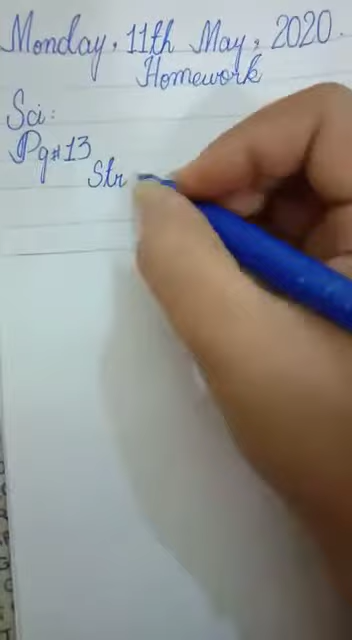 Monday, 11th May, 2020.
Homework
Sci:
Pg#13
Str